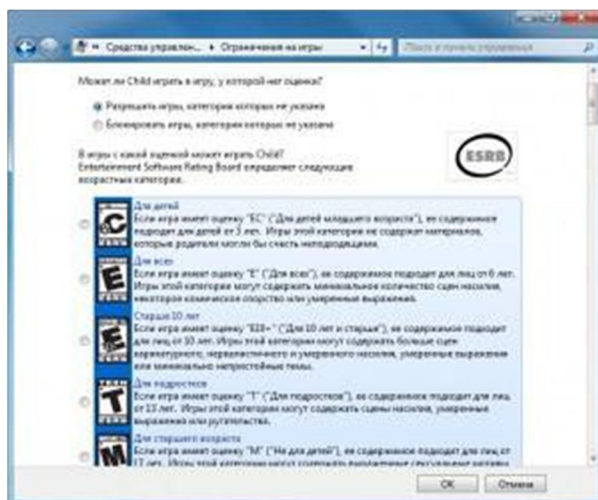 « Средства управлен... ▸ Ограничения на игры
Поиск в панели управления
Может ли Child играть в игру, у которой нет оценки?
Разрешить игры, категория которых не указана
Блокировать игры, категория которых не указана
В игры с какой оценкой может играть Child?
Entertainment Software Rating Board определяет следующие
возрастные категории.
ESRB
Для детей
Если игра имеет оценку "EC" ("Для детей младшего возраста"), ее содержимое
подходит для детей от 3 лет. Игры этой категории не содержат материалов,
которые родители могли бы счесть неподходящими.
Для всех
Если игра имеет оценку "E" ("Для всех"), ее содержимое подходит для лиц от 6 лет.
Игры этой категории могут содержать минимальное количество сцен насилия,
некоторое комическое озорство или умеренные выражения.
Старше 10 лет
Если игра имеет оценку "E10+" ("Для 10 лет и старше"), ее содержимое подходит
для лиц от 10 лет. Игры этой категории могут содержать больше сцен
карикатурного, нереалистичного и умеренного насилия, умеренные выражения
или минимально непристойные темы.
Для подростков
Если игра имеет оценку "T" ("Для подростков"), ее содержимое подходит для лиц
от 13 лет. Игры этой категории могут содержать сцены насилия, умеренные
выражения или ругательства.
Для старшего возраста
Если игра имеет оценку "M" ("Не для детей"), ее содержимое подходит для лиц от
17 лет. Игры этой категории могут содержать выраженные сексуальные мотивы,
OK
Отмена